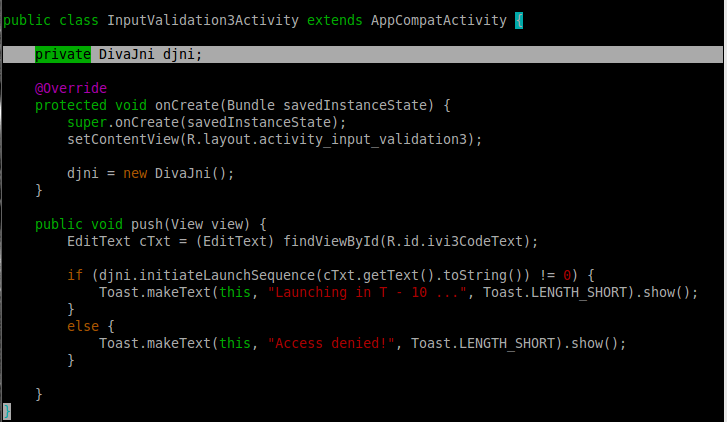 public class InputValidation3Activity extends AppCompatActivity {
private DivaJni djni;
@Override
protected void onCreate(Bundle savedInstanceState) {
super.onCreate(savedInstanceState);
setContentView(R.layout.activity_input_validation3);
djni = new DivaJni();
}
public void push(View view) {
EditText cTxt = (EditText) findViewById(R.id.ivi3CodeText);
if (djni.initiateLaunchSequence(cTxt.getText().toString()) != 0) {
Toast.makeText(this, "Launching in T - 10 ...", Toast.LENGTH_SHORT).show();
}
else {
Toast.makeText(this, "Access denied!", Toast.LENGTH_SHORT).show();
}
}
}